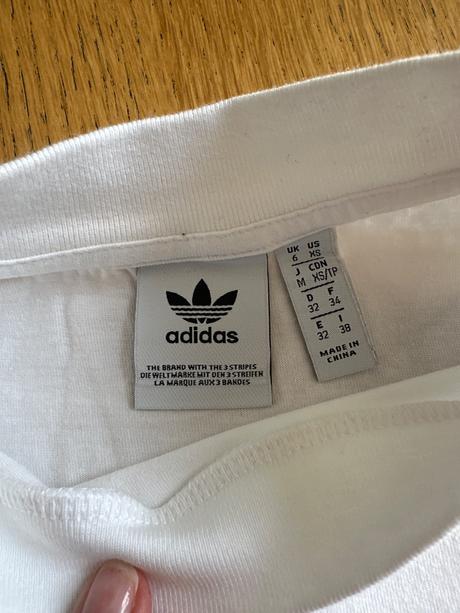 adidas
THE BRAND WITH THE 3 STRIPES
DIE WELTMARKE MIT DEN 3 STREIFEN
LA MARQUE AUX 3 BANDES
UK US
6 XS
J CDN
M XS/TP
D F
32 34
E I
32 38
MADE IN
CHINA